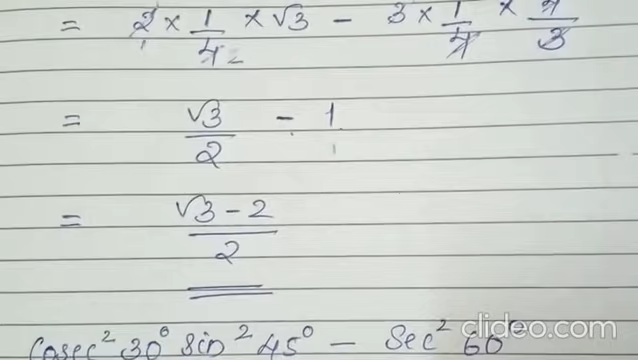 = 2 × 1/4 × √3 − 3 × 1/4 × 4/3
= √3/2 − 1
= √3 − 2/2
Cosec² 30° sin² 45° − Sec² 60°
clideo.com